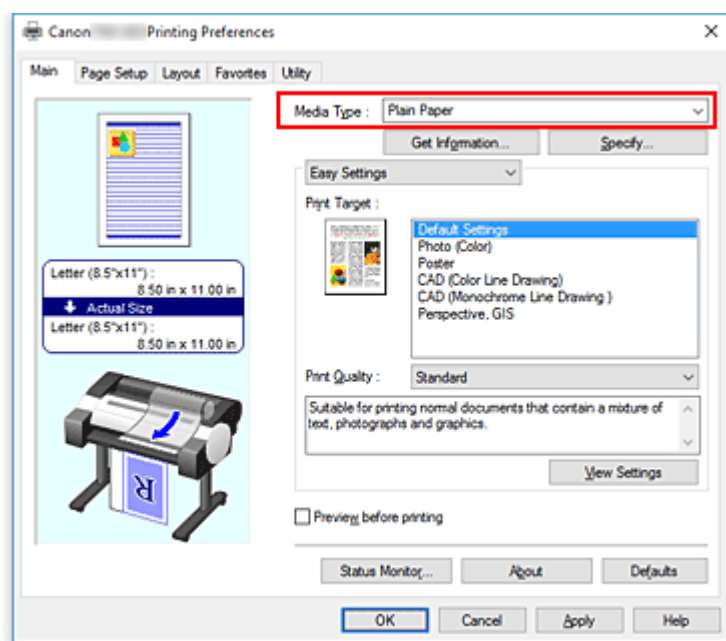 Canon Printing Preferences
Main Page Setup Layout Favorites Utility
Media Type : Plain Paper
Get Information... Specify...
Easy Settings
Print Target :
Default Settings
Photo (Color)
Poster
CAD (Color Line Drawing)
CAD (Monochrome Line Drawing )
Perspective, GIS
Letter (8.5"x11") :
8.50 in x 11.00 in
Actual Size
Letter (8.5"x11") :
8.50 in x 11.00 in
R
Print Quality : Standard
Suitable for printing normal documents that contain a mixture of
text, photographs and graphics.
View Settings
Preview before printing
Status Monitor... About Defaults
OK Cancel Apply Help